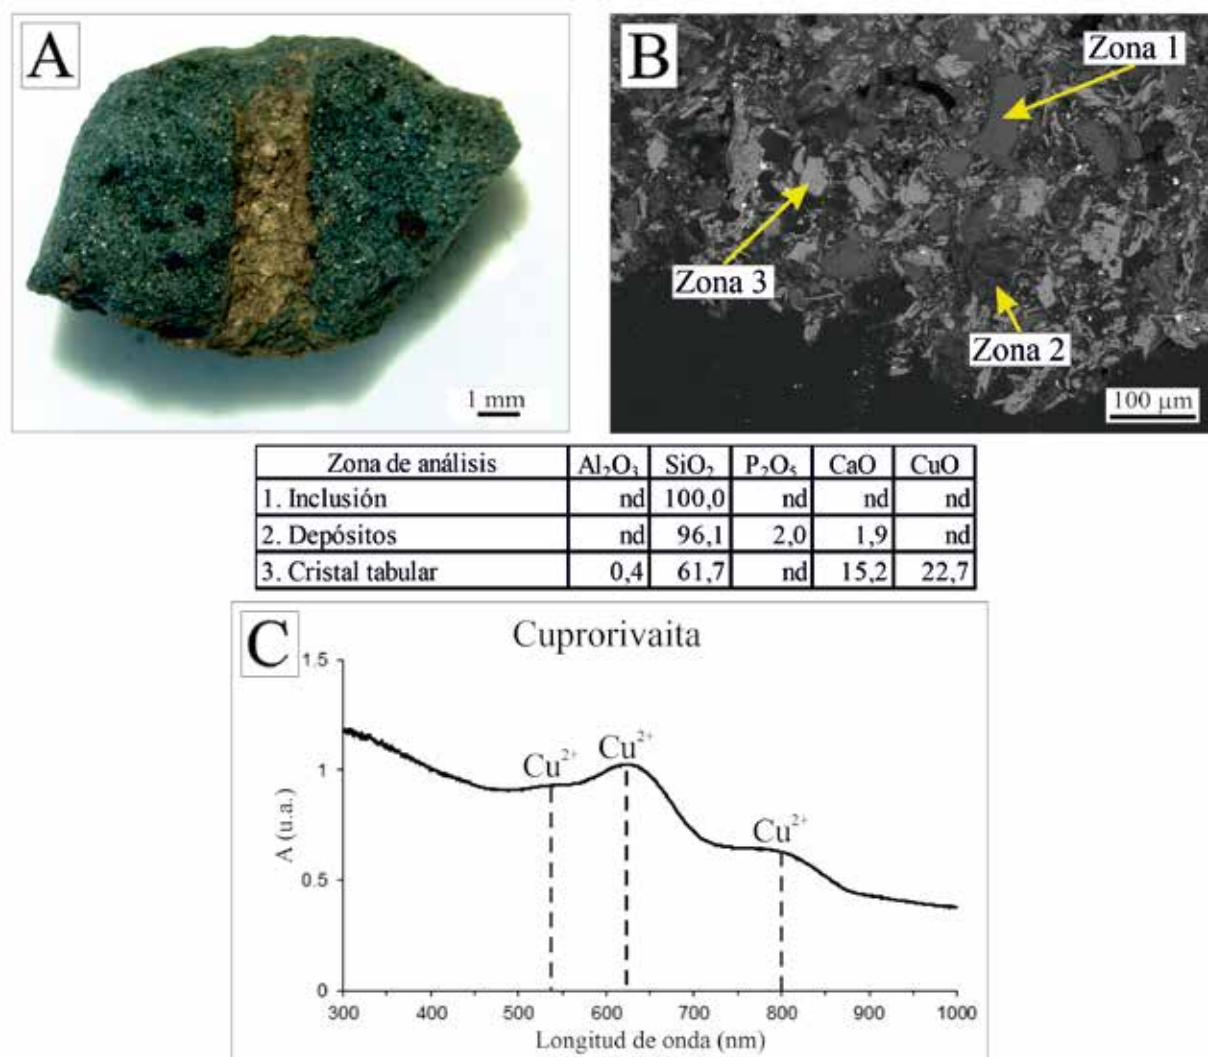 A
1 mm
B
Zona 1
Zona 3
Zona 2
100 µm
Zona de análisis Al₂O₃ SiO₂ P₂O₅ CaO CuO
1. Inclusión nd 100,0 nd nd nd
2. Depósitos nd 96,1 2,0 1,9 nd
3. Cristal tabular 0,4 61,7 nd 15,2 22,7
C
Cuprorivaita
1.5
1
0.5
0
A (u.a.)
Cu²⁺
Cu²⁺
Cu²⁺
300 400 500 600 700 800 900 1000
Longitud de onda (nm)